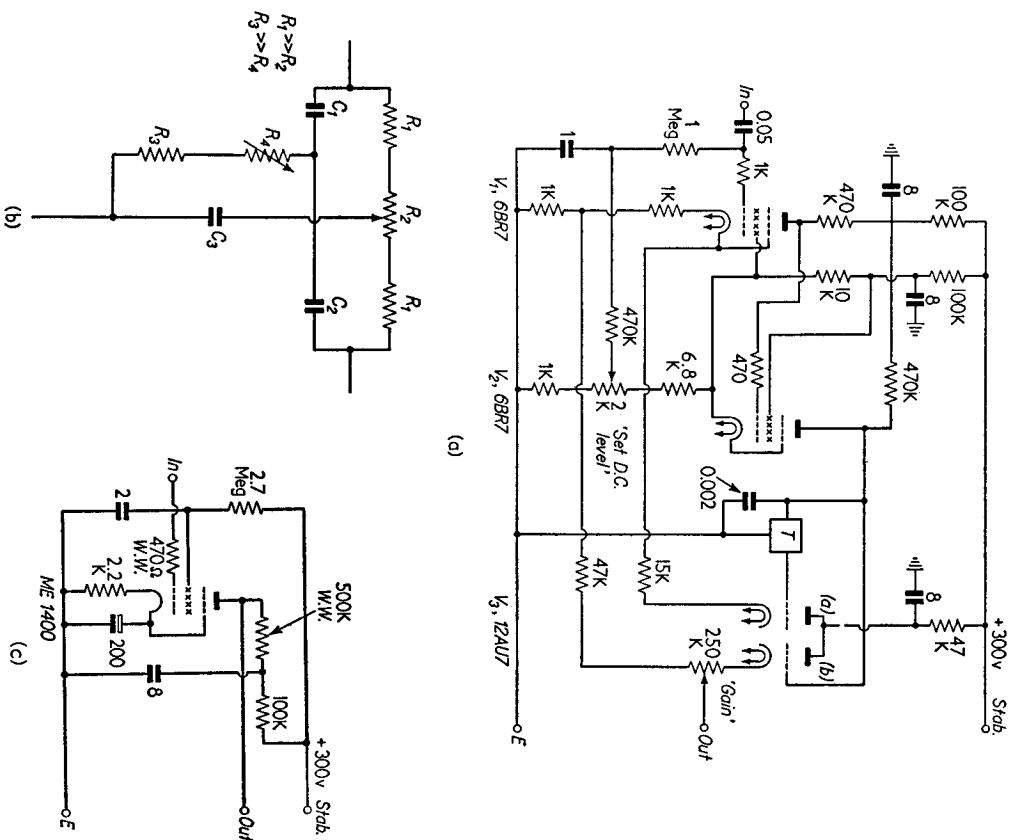 +300v Stab.
100
K
100K
47
K
8
8
8
470
K
10
K
470K
(a)
(b)
0.05
In
1K
1
Meg
470
T
0.002
1
1K
1K
470K
6.8
K
2
K
'Set D.C.
level'
1K
15K
47K
250
K
'Gain'
Out
E
V1, 6BR7
V2, 6BR7
V3, 12AU7
(a)
R1
R2
R1
C1
C2
R4
R3
C3
R1>>R2
R3>>R4
(b)
+300v Stab.
500K
W.W.
100K
2.7
Meg
In
470Ω
W.W.
2
2.2
K
200
8
Out
E
ME 1400
(c)